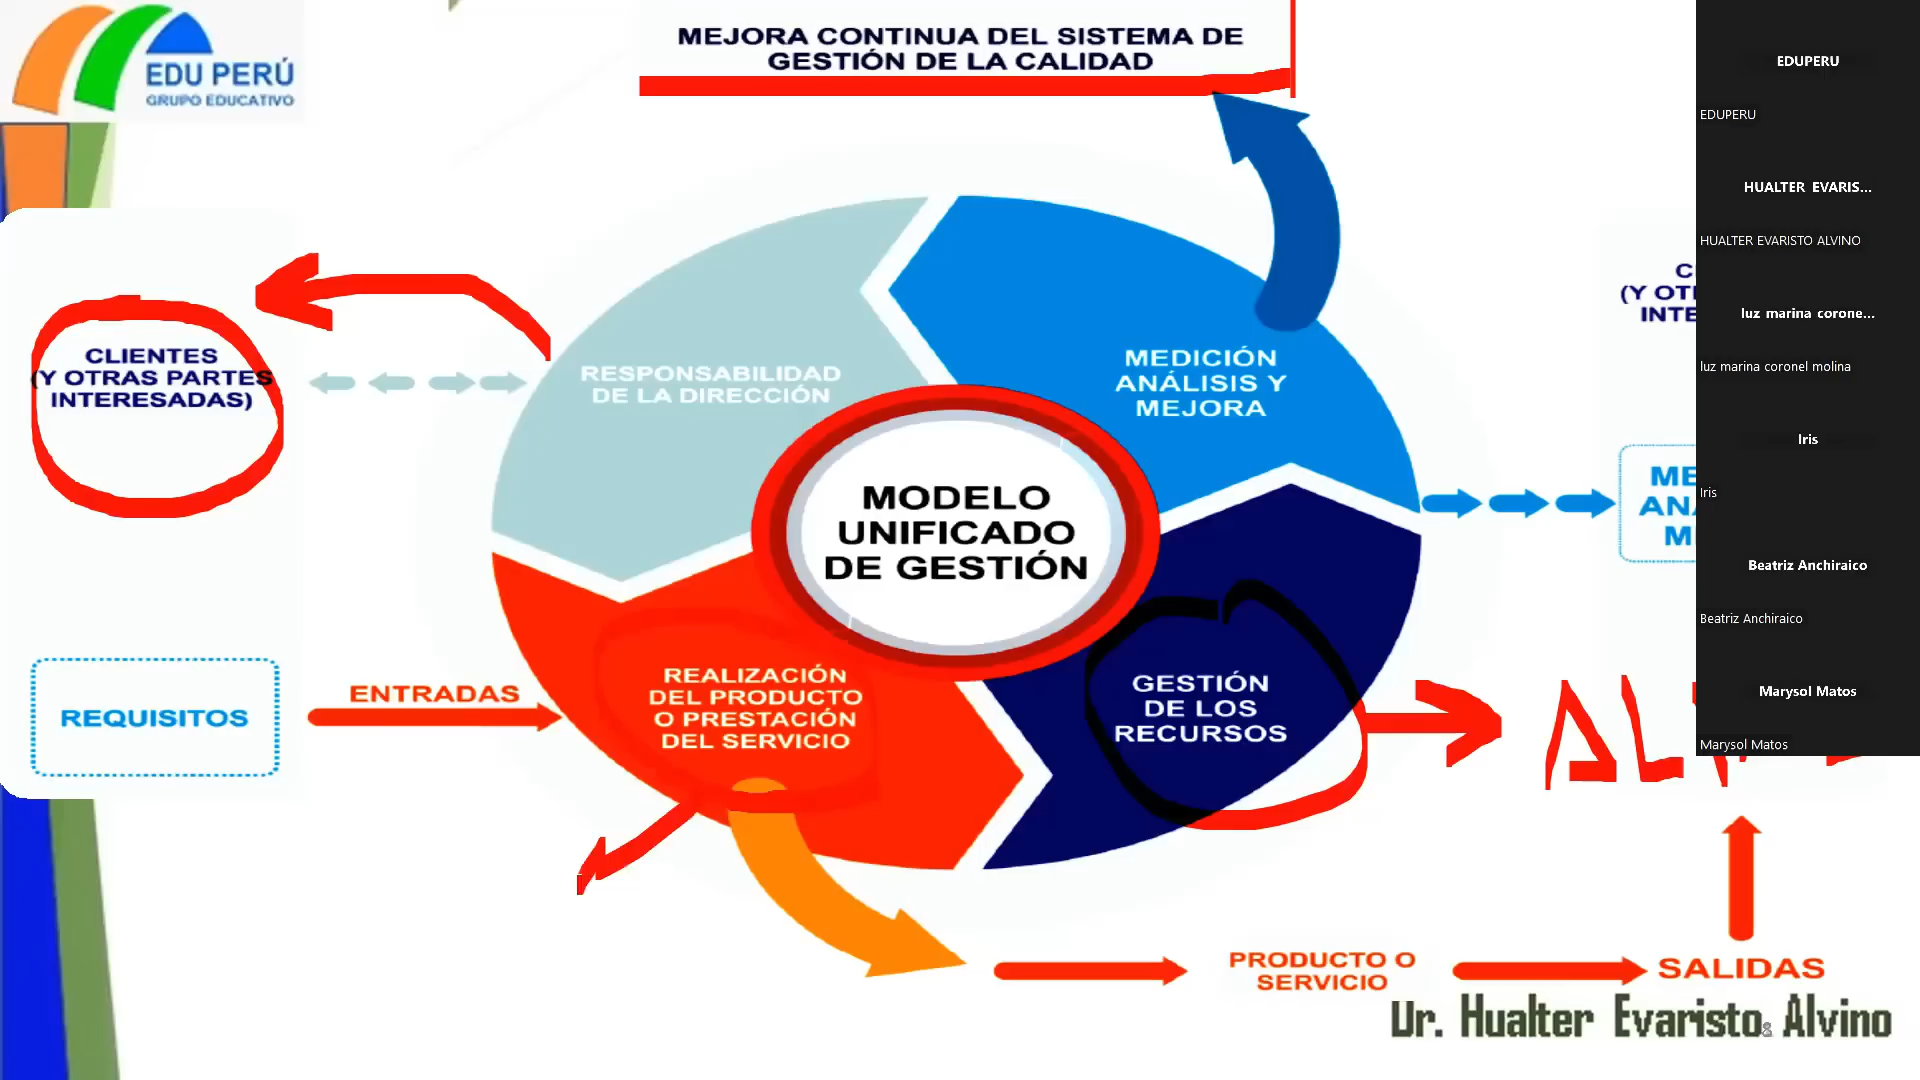 EDU PERÚ
GRUPO EDUCATIVO
MEJORA CONTINUA DEL SISTEMA DE
GESTIÓN DE LA CALIDAD
CLIENTES
(Y OTRAS PARTES
INTERESADAS)
RESPONSABILIDAD
DE LA DIRECCIÓN
MEDICIÓN
ANÁLISIS Y
MEJORA
MODELO
UNIFICADO
DE GESTIÓN
REQUISITOS
ENTRADAS
REALIZACIÓN
DEL PRODUCTO
O PRESTACIÓN
DEL SERVICIO
GESTIÓN
DE LOS
RECURSOS
PRODUCTO O
SERVICIO
SALIDAS
Dr. Hualter Evaristo Alvino
(Y
EDUPERU
EDUPERU
HUALTER EVARIS...
HUALTER EVARISTO ALVINO
luz marina corone...
luz marina coronel molina
Iris
Iris
Beatriz Anchiraico
Beatriz Anchiraico
Marysol Matos
Marysol Matos